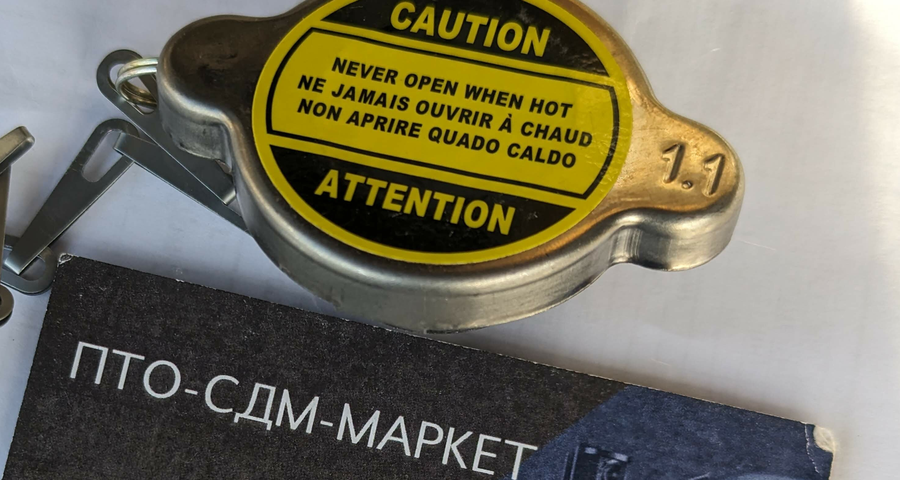 CAUTION
NEVER OPEN WHEN HOT
NE JAMAIS OUVRIR À CHAUD
NON APRIRE QUADO CALDO
ATTENTION
1.1
ПТО-СДМ-МАРКЕТ